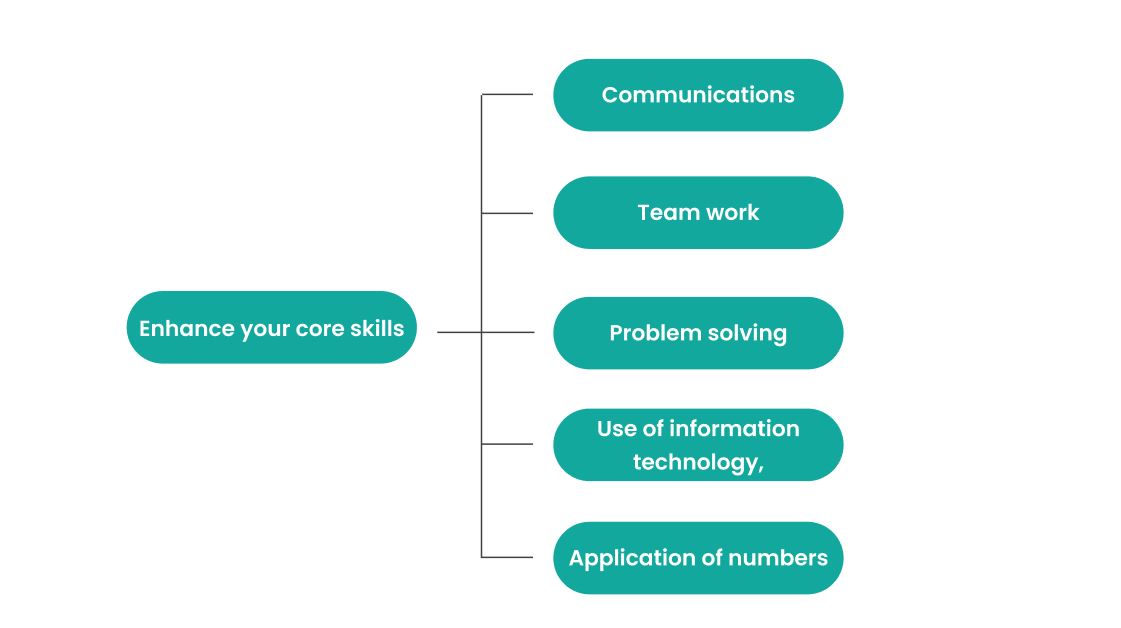 Communications
Team work
Problem solving
Enhance your core skills
Use of information
technology,
Application of numbers